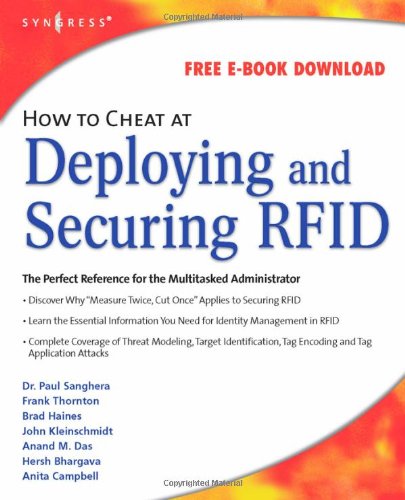 SYNGRESS®
FREE E-BOOK DOWNLOAD
HOW TO CHEAT AT
Deploying and
Securing RFID
The Perfect Reference for the Multitasked Administrator
• Discover Why "Measure Twice, Cut Once" Applies to Securing RFID
• Learn the Essential Information You Need for Identity Management in RFID
• Complete Coverage of Threat Modeling, Target Identification, Tag Encoding and Tag
Application Attacks
Dr. Paul Sanghera
Frank Thornton
Brad Haines
John Kleinschmidt
Anand M. Das
Hersh Bhargava
Anita Campbell